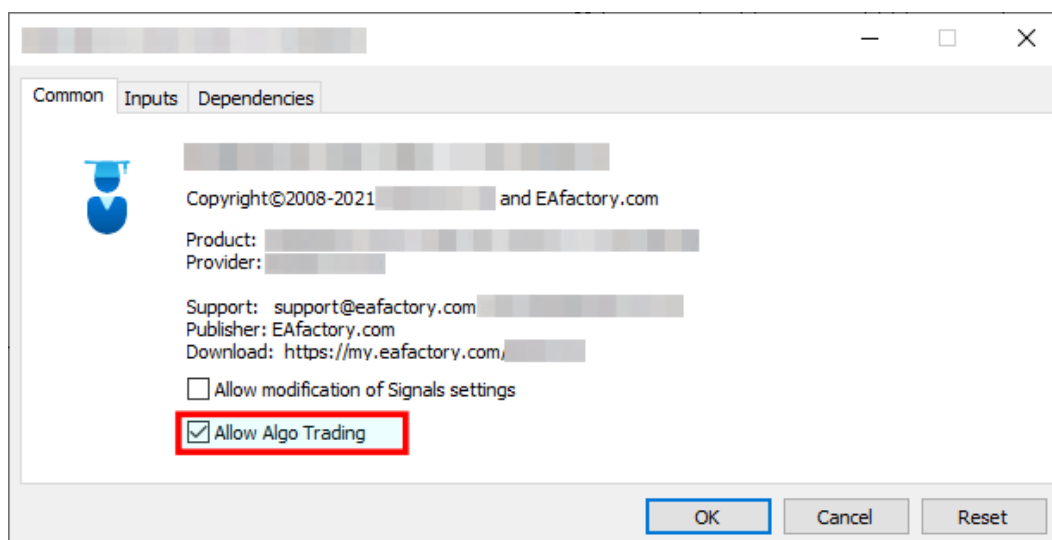 Common Inputs Dependencies
Copyright©2008-2021 and EAfactory.com
Product:
Provider:
Support: support@eafactory.com
Publisher: EAfactory.com
Download: https://my.eafactory.com/
Allow modification of Signals settings
Allow Algo Trading
OK Cancel Reset